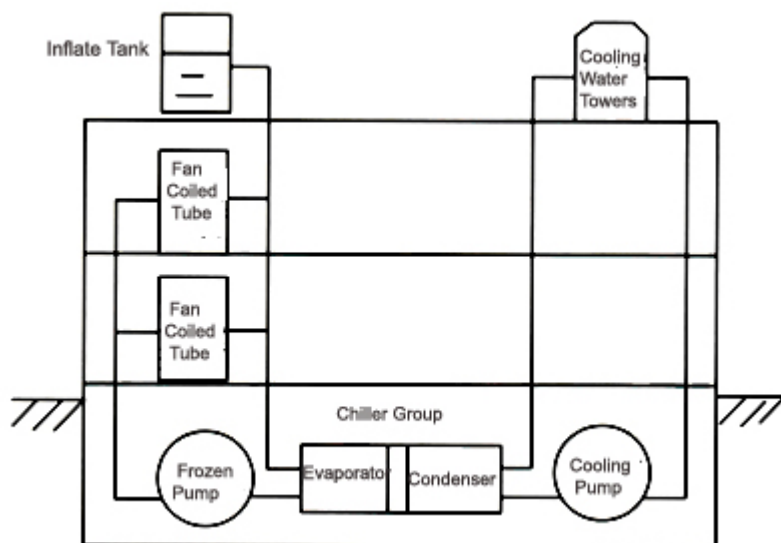 Inflate Tank
Cooling
Water
Towers
Fan
Coiled
Tube
Fan
Coiled
Tube
Chiller Group
Frozen
Pump
Evaporator
Condenser
Cooling
Pump